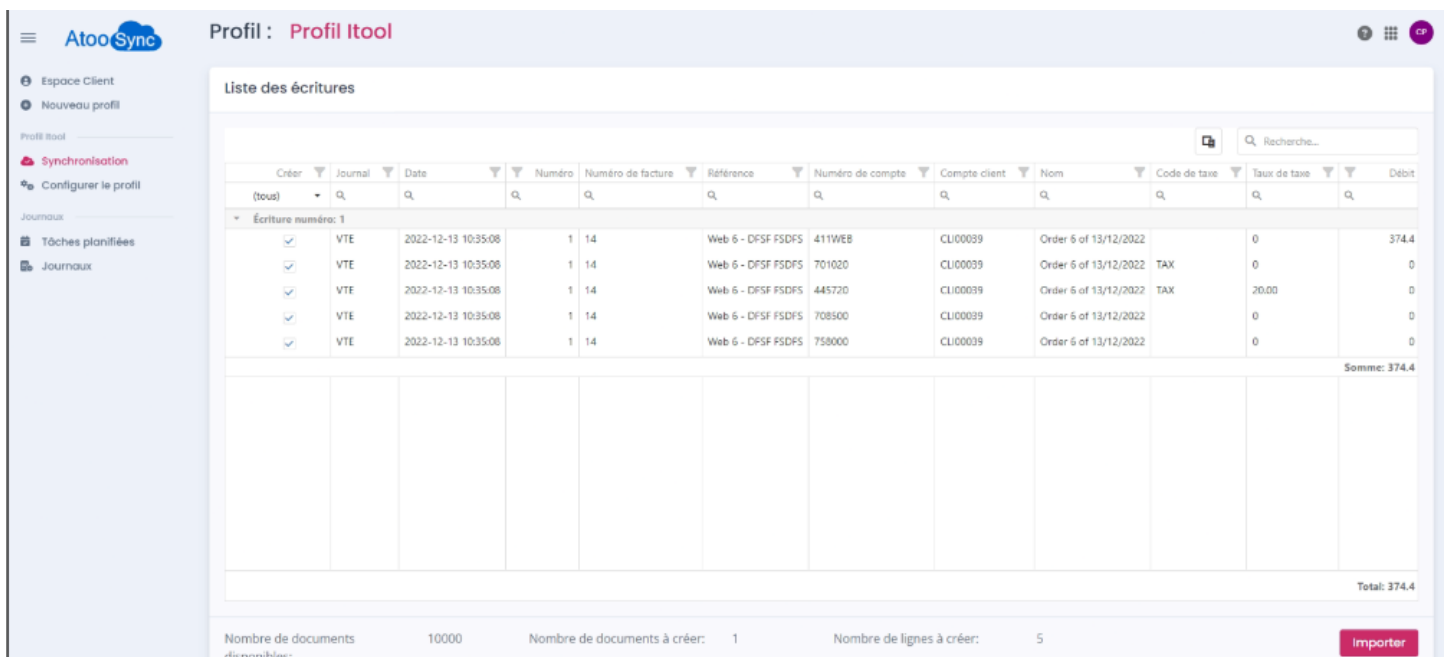 Profil : Profil Itool
AtooSync
CP
Espace Client
Nouveau profil
Profil Itool
Synchronisation
Configurer le profil
Journaux
Tâches planifiées
Journaux
Liste des écritures
Recherche...
Créer Journal Date Numéro Numéro de facture Référence Numéro de compte Compte client Nom Code de taxe Taux de taxe Débit
(tous)
Écriture numéro: 1
VTE 2022-12-13 10:35:08 1 14 Web 6 - DFSF FSDFS 411WEB CLI00039 Order 6 of 13/12/2022 0 374.4
VTE 2022-12-13 10:35:08 1 14 Web 6 - DFSF FSDFS 701020 CLI00039 Order 6 of 13/12/2022 TAX 0 0
VTE 2022-12-13 10:35:08 1 14 Web 6 - DFSF FSDFS 445720 CLI00039 Order 6 of 13/12/2022 TAX 20.00 0
VTE 2022-12-13 10:35:08 1 14 Web 6 - DFSF FSDFS 708500 CLI00039 Order 6 of 13/12/2022 0 0
VTE 2022-12-13 10:35:08 1 14 Web 6 - DFSF FSDFS 758000 CLI00039 Order 6 of 13/12/2022 0 0
Somme: 374.4
Total: 374.4
Nombre de documents disponibles: 10000 Nombre de documents à créer: 1 Nombre de lignes à créer: 5
Importer